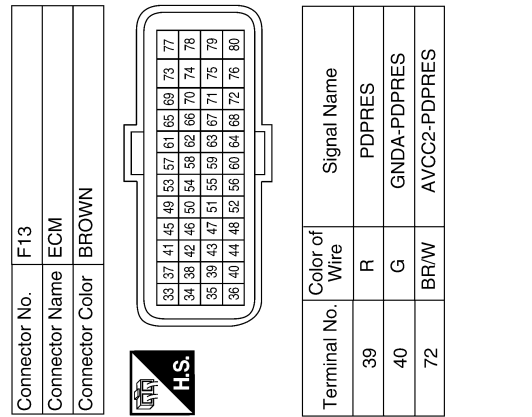 Connector No. F13
Connector Name ECM
Connector Color BROWN
H.S.
33 37 41 45 49 53 57 61 65 69 73 77
34 38 42 46 50 54 58 62 66 70 74 78
35 39 43 47 51 55 59 63 67 71 75 79
36 40 44 48 52 56 60 64 68 72 76 80
Terminal No. Color of Wire Signal Name
39 R PDPRES
40 G GNDA-PDPRES
72 BR/W AVCC2-PDPRES